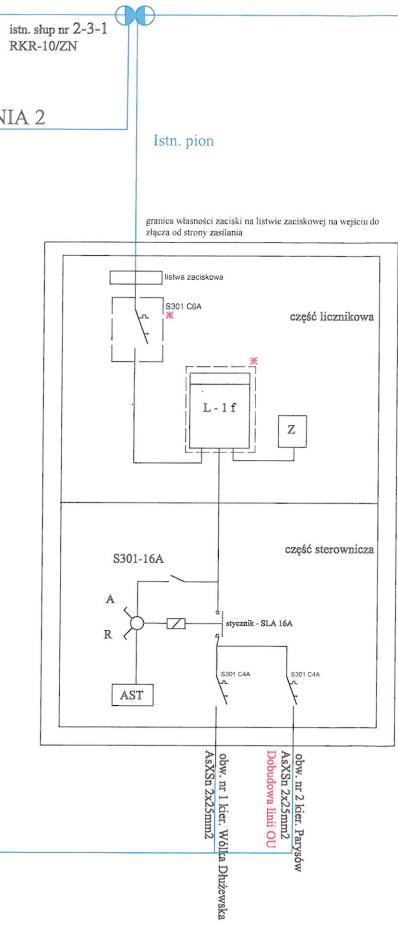 istn. słup nr 2-3-1
RKR-10/ZN
NIA 2
Istn. pion
granica własności zaciski na listwie zaciskowej na wejściu do
złącza od strony zasilania
listwa zaciskowa
S301 C6A
część licznikowa
L - 1 f
Z
część sterownicza
S301-16A
A
R
stycznik - SLA 16A
AST
S301 C4A
S301 C4A
obw. nr 1 kier. Wólka Dłużewska
AsXSn 2x25mm2
obw. nr 2 kier. Parysów
AsXSn 2x25mm2
Dobudowa linii OU